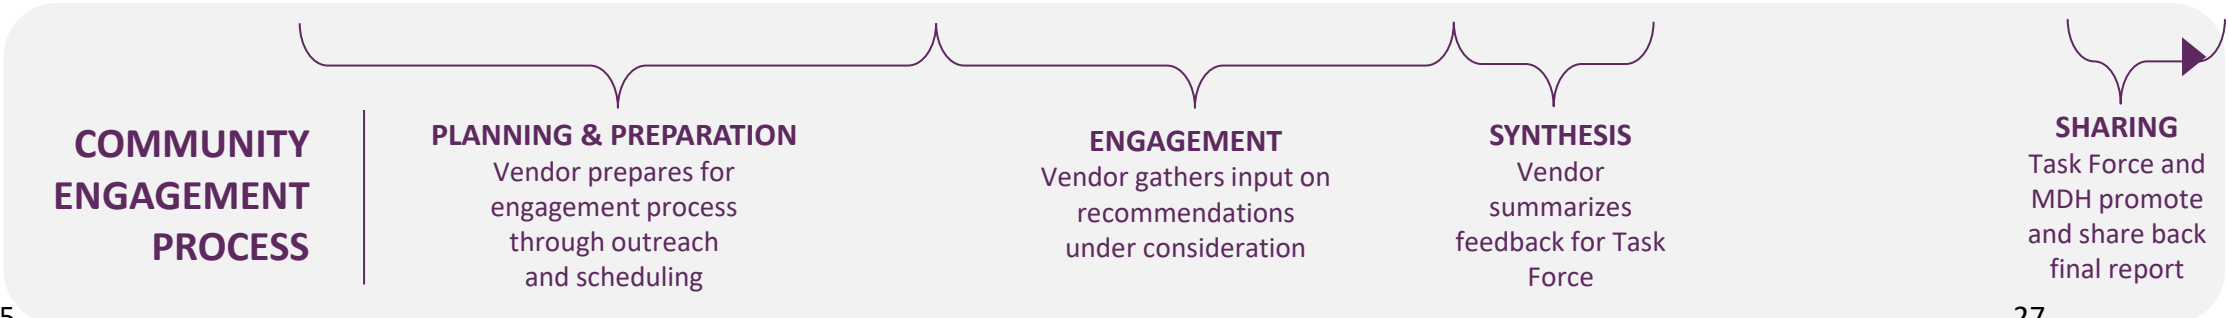 COMMUNITY
ENGAGEMENT
PROCESS
PLANNING & PREPARATION
Vendor prepares for
engagement process
through outreach
and scheduling
ENGAGEMENT
Vendor gathers input on
recommendations
under consideration
SYNTHESIS
Vendor
summarizes
feedback for Task
Force
SHARING
Task Force and
MDH promote
and share back
final report
5
27